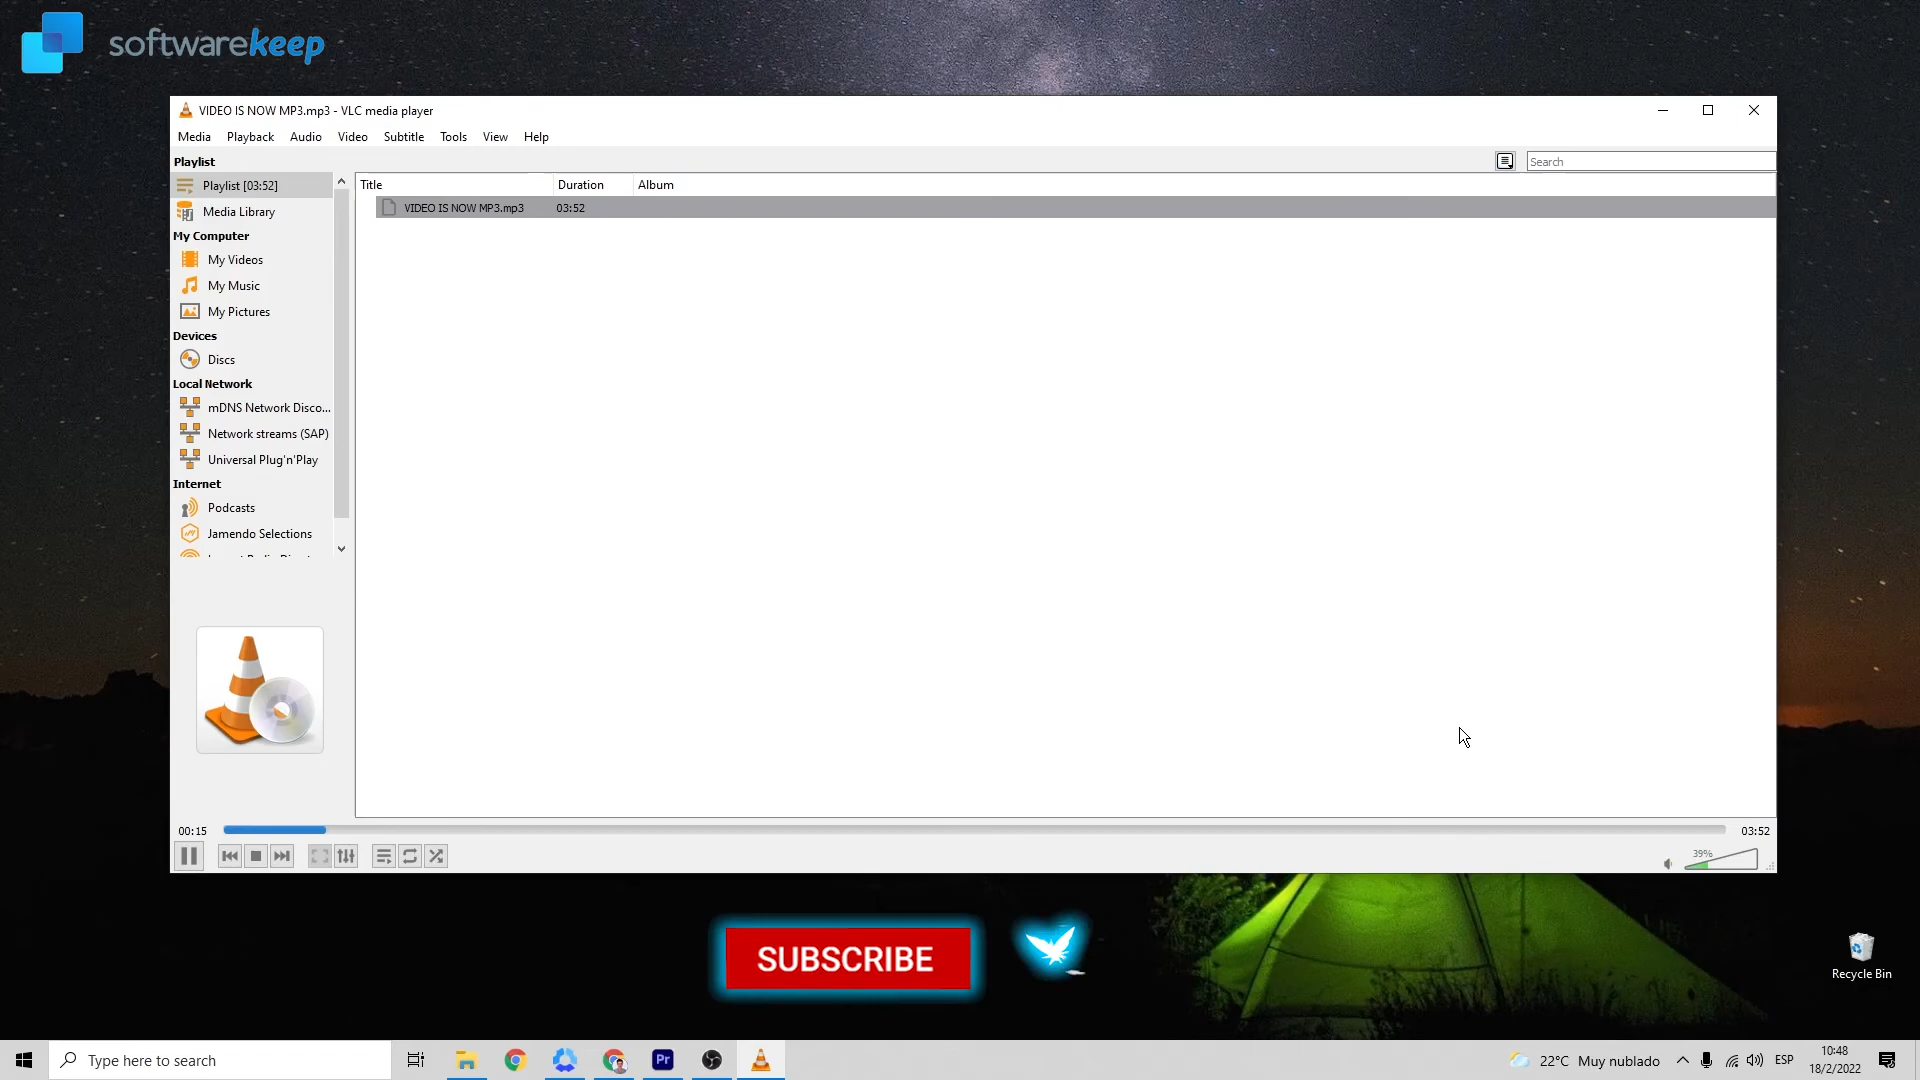 softwarekeep
VIDEO IS NOW MP3.mp3 - VLC media player
Media Playback Audio Video Subtitle Tools View Help
Playlist
Search
Playlist [03:52]
Media Library
My Computer
My Videos
My Music
My Pictures
Devices
Discs
Local Network
mDNS Network Disco...
Network streams (SAP)
Universal Plug'n'Play
Internet
Podcasts
Jamendo Selections
Title Duration Album
VIDEO IS NOW MP3.mp3 03:52
00:15
03:52
39%
SUBSCRIBE
Recycle Bin
Type here to search
Pr
22°C Muy nublado
ESP
10:48
18/2/2022